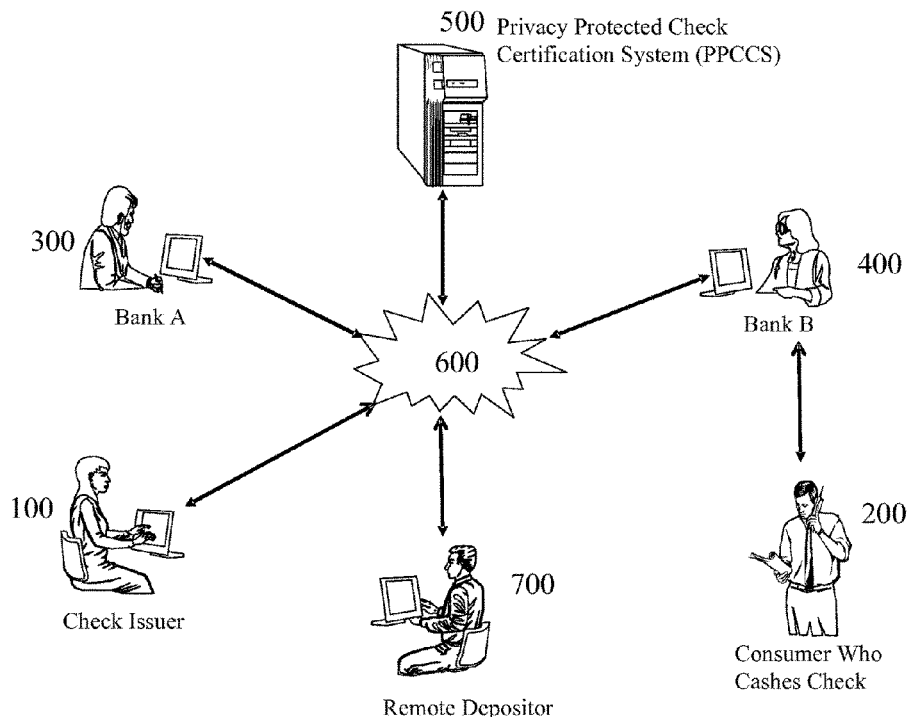 500 Privacy Protected Check
Certification System (PPCCS)
300
Bank A
400
Bank B
600
100
Check Issuer
700
Remote Depositor
200
Consumer Who
Cashes Check